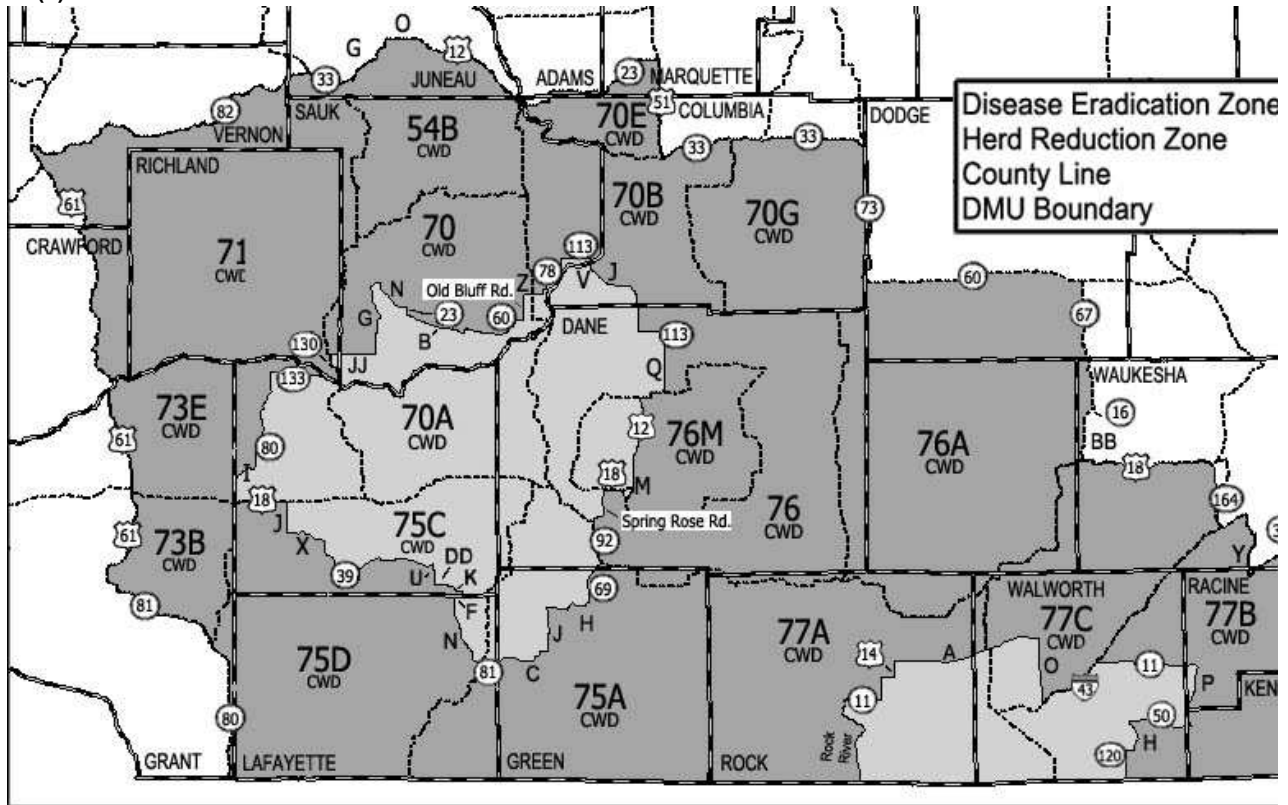 G
O
12
33
JUNEAU
ADAMS
23
MARQUETTE
82
VERNON
SAUK
54B
CWD
70E
CWD
51
COLUMBIA
33
33
DODGE
Disease Eradication Zone
Herd Reduction Zone
County Line
DMU Boundary
RICHLAND
61
CRAWFORD
71
70
CWD
70B
CWD
70G
CWD
73
113
78
V
J
N
Old Bluff Rd.
Z
G
23
60
B
DANE
60
67
113
130
JJ
133
Q
WAUKESHA
73E
CWD
61
70A
CWD
12
76M
CWD
76A
CWD
16
BB
80
I
18
18
M
18
164
Spring Rose Rd.
76
CWD
73B
CWD
61
J
X
75C
CWD
92
39
U
DD
K
Y
81
F
69
H
J
N
C
81
WALWORTH
77C
CWD
RACINE
77B
CWD
75D
CWD
75A
CWD
77A
CWD
14
A
O
11
43
P
KEN
11
50
80
Rock
River
120
H
GRANT
LAFAYETTE
GREEN
ROCK